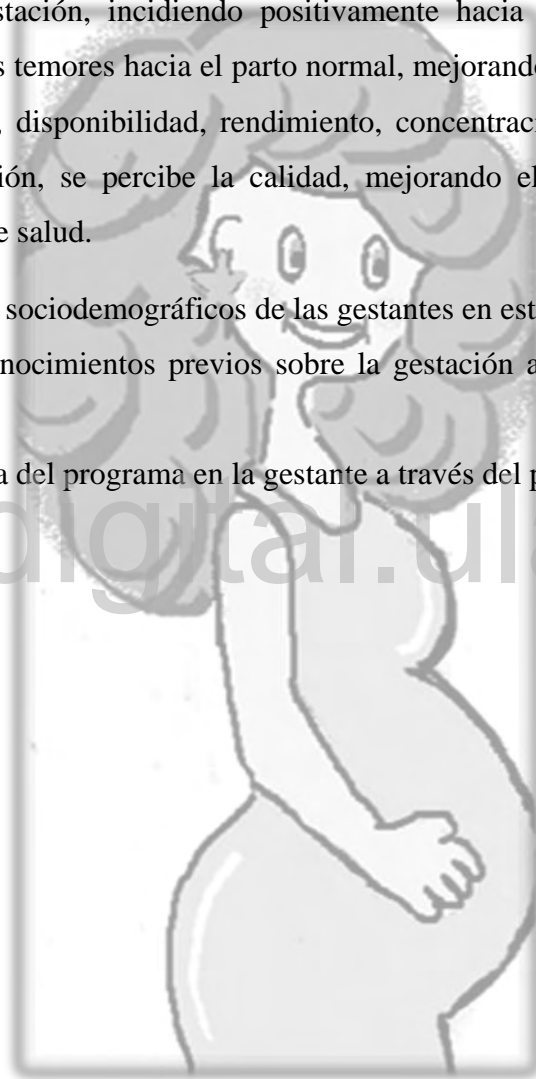 stación, incidiendo positivamente hacia
s temores hacia el parto normal, mejorando
, disponibilidad, rendimiento, concentraci
ión, se percibe la calidad, mejorando el
e salud.
sociodemográficos de las gestantes en est
nocimientos previos sobre la gestación a
a del programa en la gestante a través del p
digital.ula